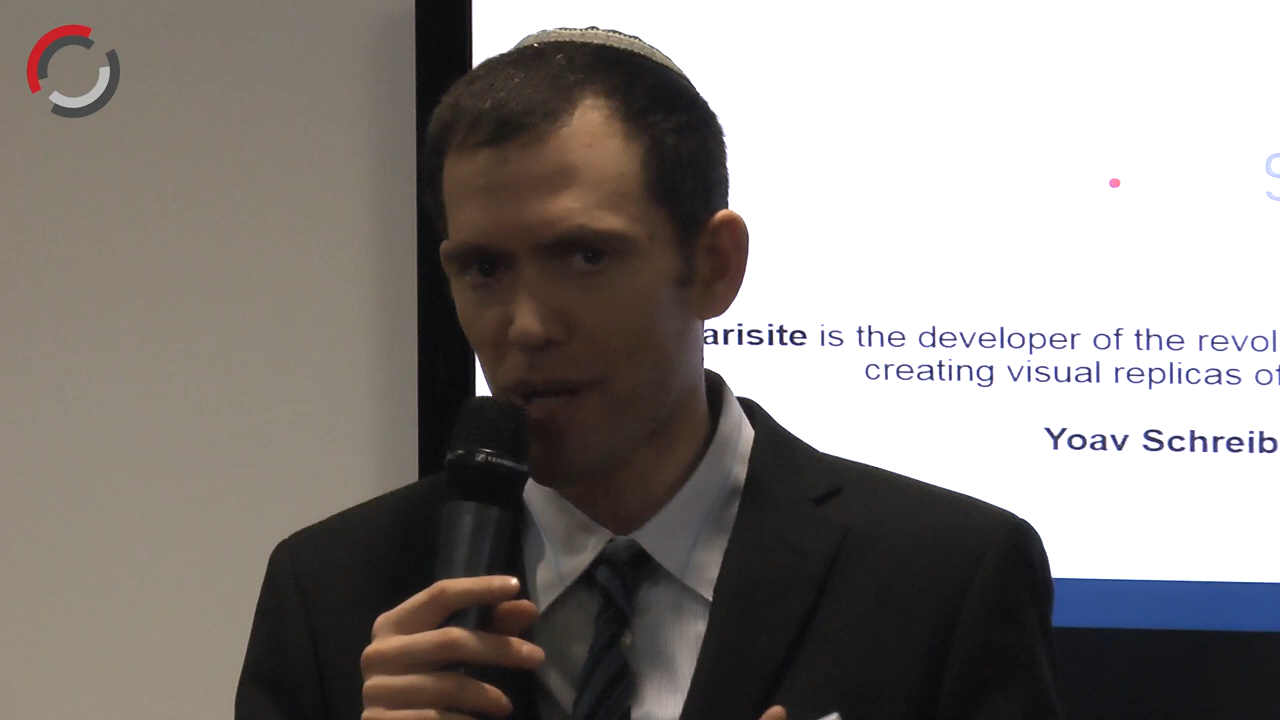 S
arisite is the developer of the revol
creating visual replicas of
Yoav Schreib